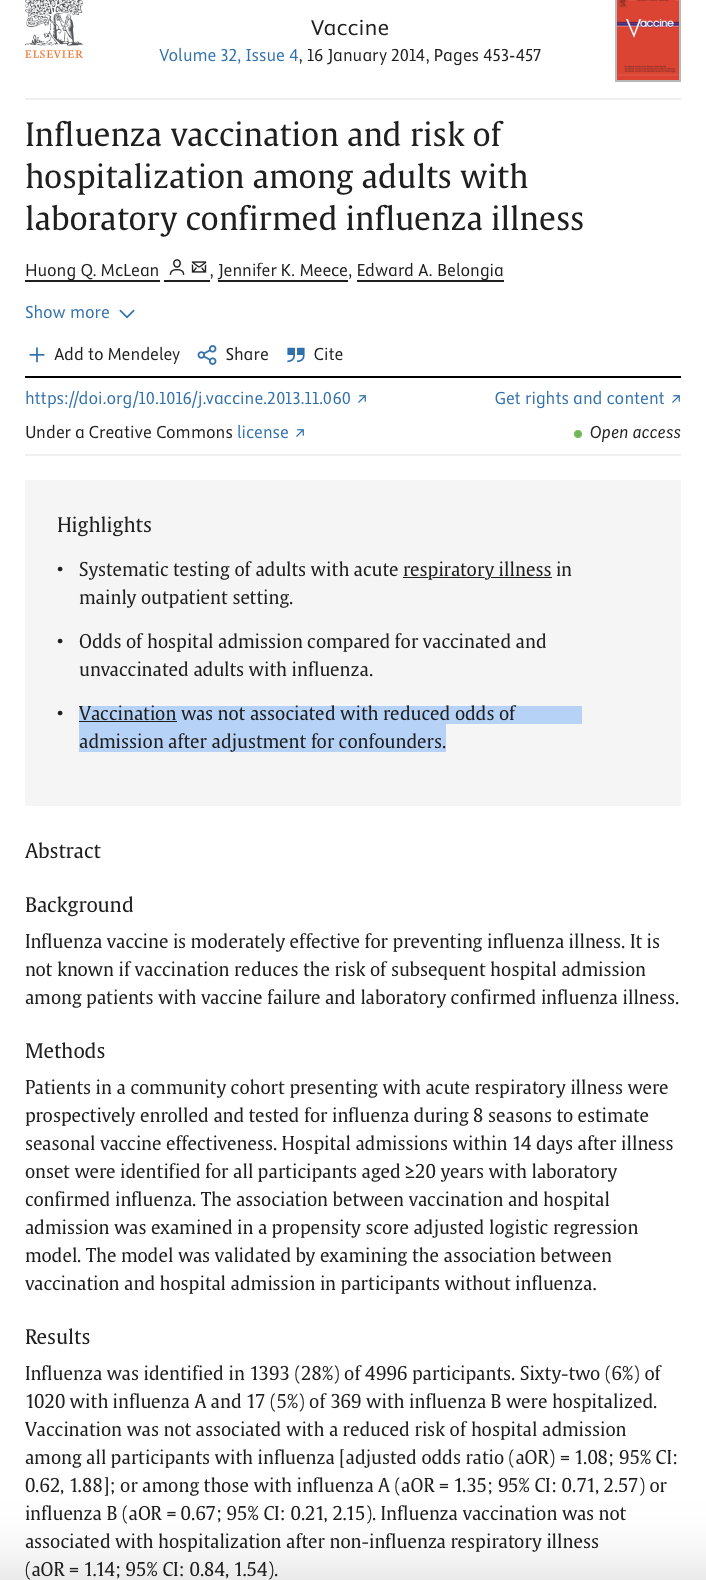 ELSEVIER
Vaccine
Volume 32, Issue 4, 16 January 2014, Pages 453-457
Vaccine
Influenza vaccination and risk of
hospitalization among adults with
laboratory confirmed influenza illness
Huong Q. McLean, Jennifer K. Meece, Edward A. Belongia
Show more
Add to Mendeley Share Cite
https://doi.org/10.1016/j.vaccine.2013.11.060 Get rights and content
Under a Creative Commons license Open access
Highlights
• Systematic testing of adults with acute respiratory illness in
mainly outpatient setting.
• Odds of hospital admission compared for vaccinated and
unvaccinated adults with influenza.
• Vaccination was not associated with reduced odds of
admission after adjustment for confounders.
Abstract
Background
Influenza vaccine is moderately effective for preventing influenza illness. It is
not known if vaccination reduces the risk of subsequent hospital admission
among patients with vaccine failure and laboratory confirmed influenza illness.
Methods
Patients in a community cohort presenting with acute respiratory illness were
prospectively enrolled and tested for influenza during 8 seasons to estimate
seasonal vaccine effectiveness. Hospital admissions within 14 days after illness
onset were identified for all participants aged ≥20 years with laboratory
confirmed influenza. The association between vaccination and hospital
admission was examined in a propensity score adjusted logistic regression
model. The model was validated by examining the association between
vaccination and hospital admission in participants without influenza.
Results
Influenza was identified in 1393 (28%) of 4996 participants. Sixty-two (6%) of
1020 with influenza A and 17 (5%) of 369 with influenza B were hospitalized.
Vaccination was not associated with a reduced risk of hospital admission
among all participants with influenza [adjusted odds ratio (aOR) = 1.08; 95% CI:
0.62, 1.88]; or among those with influenza A (aOR = 1.35; 95% CI: 0.71, 2.57) or
influenza B (aOR = 0.67; 95% CI: 0.21, 2.15). Influenza vaccination was not
associated with hospitalization after non-influenza respiratory illness
(aOR = 1.14; 95% CI: 0.84, 1.54).